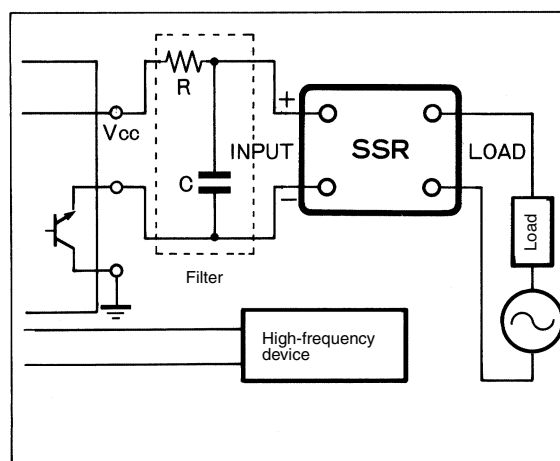 R
Vcc
+
INPUT
SSR
LOAD
C
−
Load
Filter
High-frequency
device